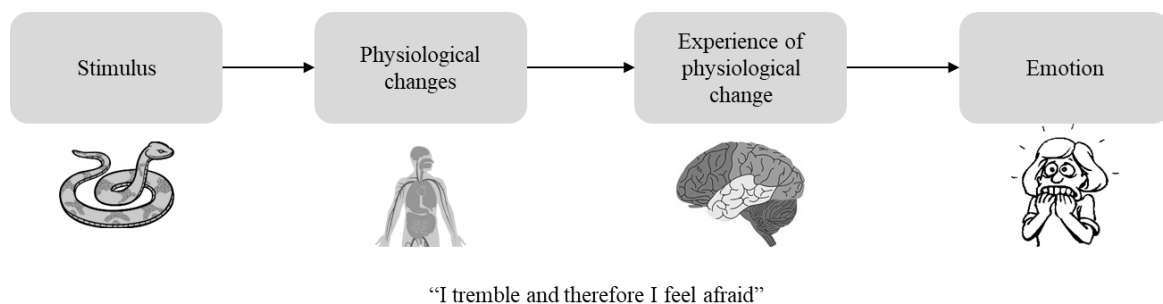 Stimulus
Physiological
changes
Experience of
physiological
change
Emotion
“I tremble and therefore I feel afraid”